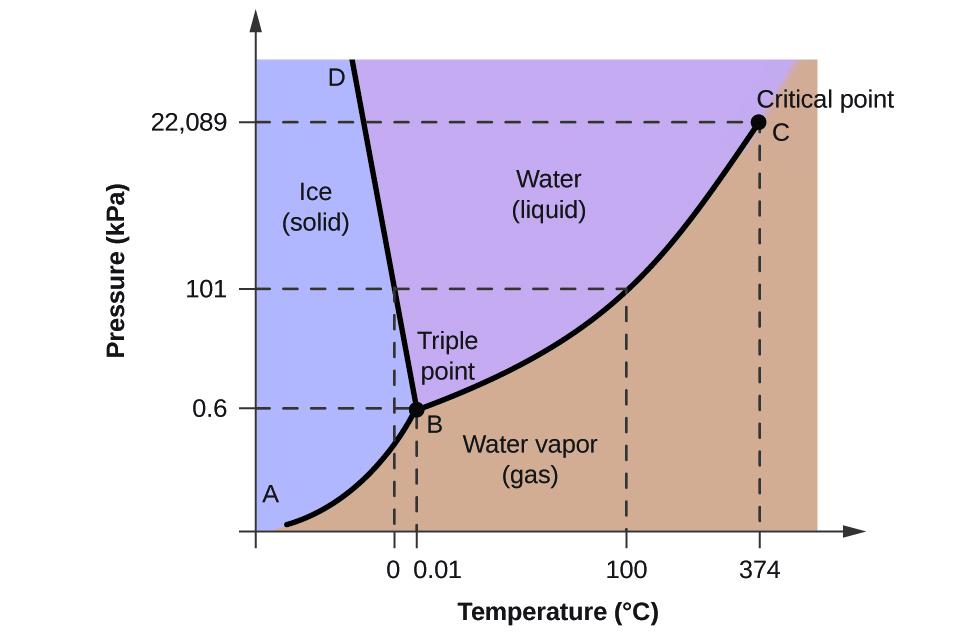 D
Critical point
22,089
C
Ice
(solid)
Water
(liquid)
Pressure (kPa)
101
Triple
point
0.6
B
Water vapor
(gas)
A
0 0.01 100 374
Temperature (°C)